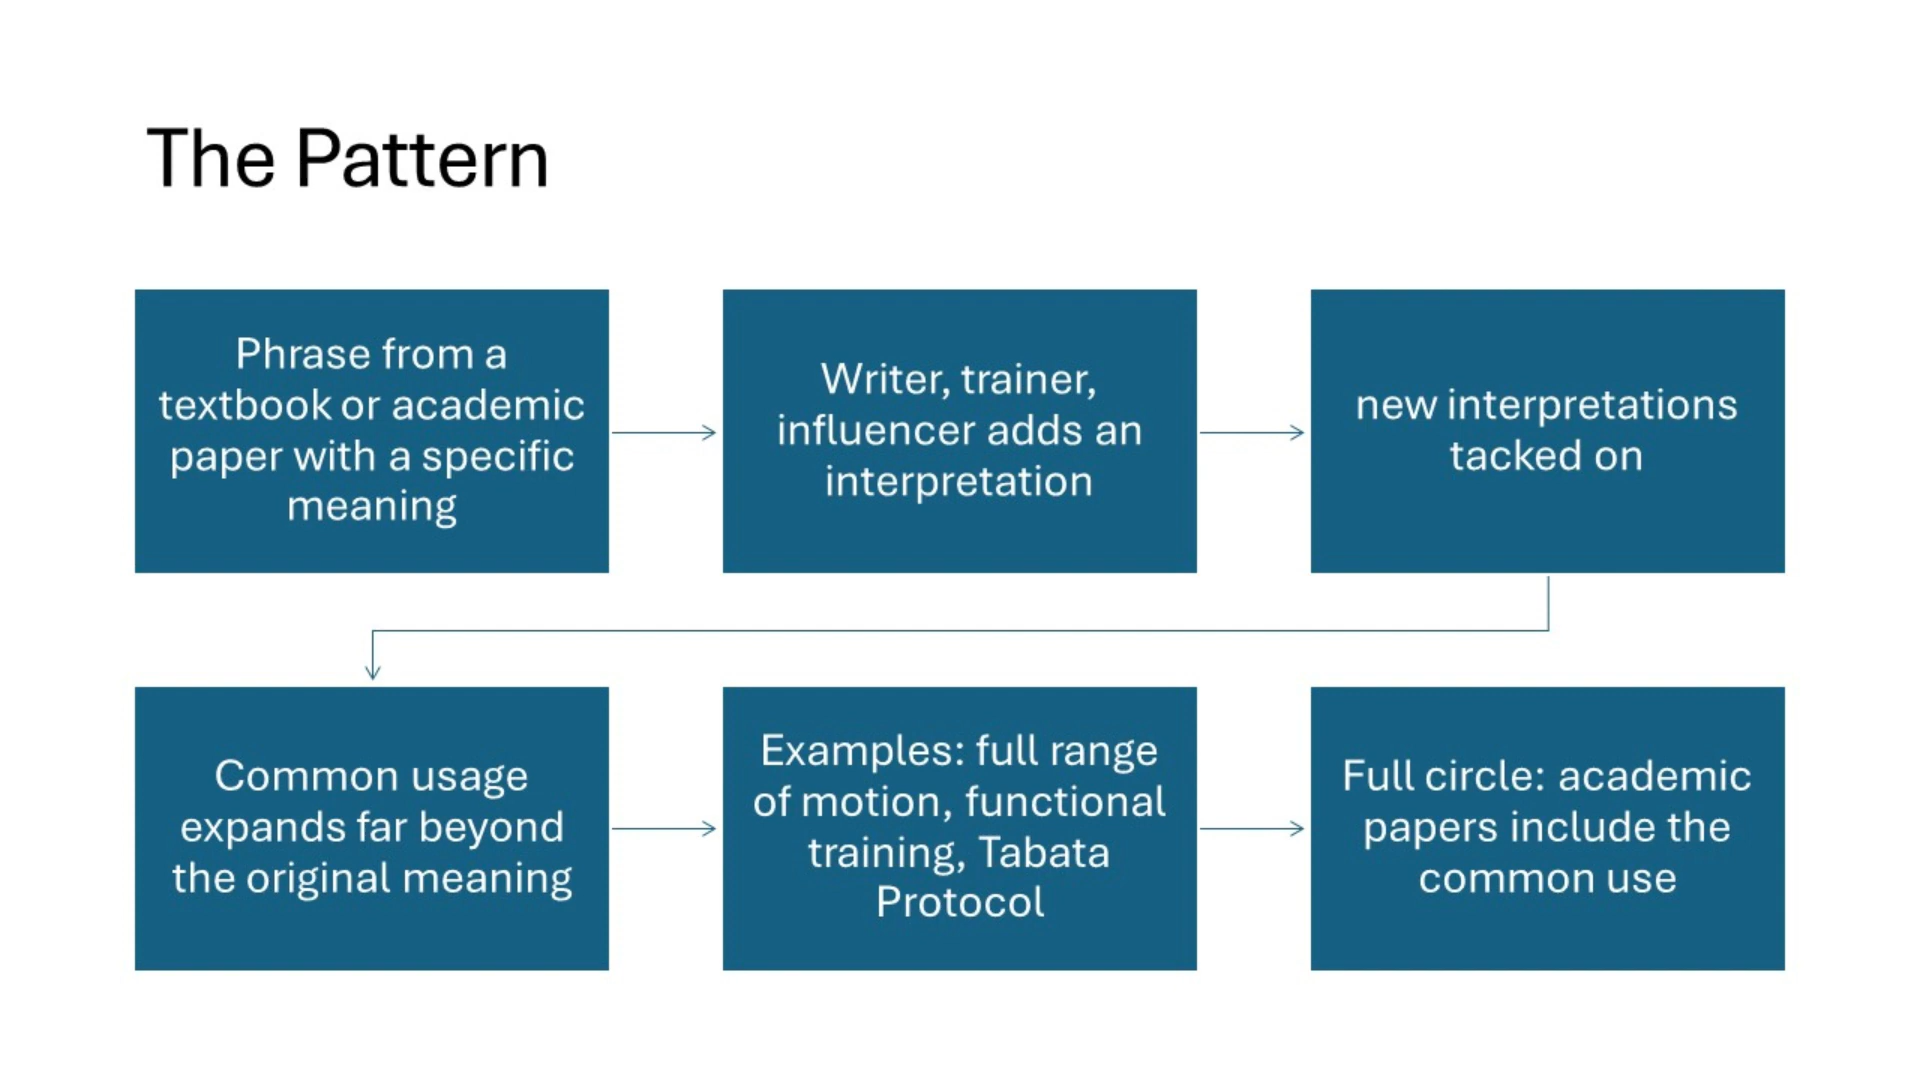 The Pattern
Phrase from a
textbook or academic
paper with a specific
meaning
Writer, trainer,
influencer adds an
interpretation
new interpretations
tacked on
Common usage
expands far beyond
the original meaning
Examples: full range
of motion, functional
training, Tabata
Protocol
Full circle: academic
papers include the
common use